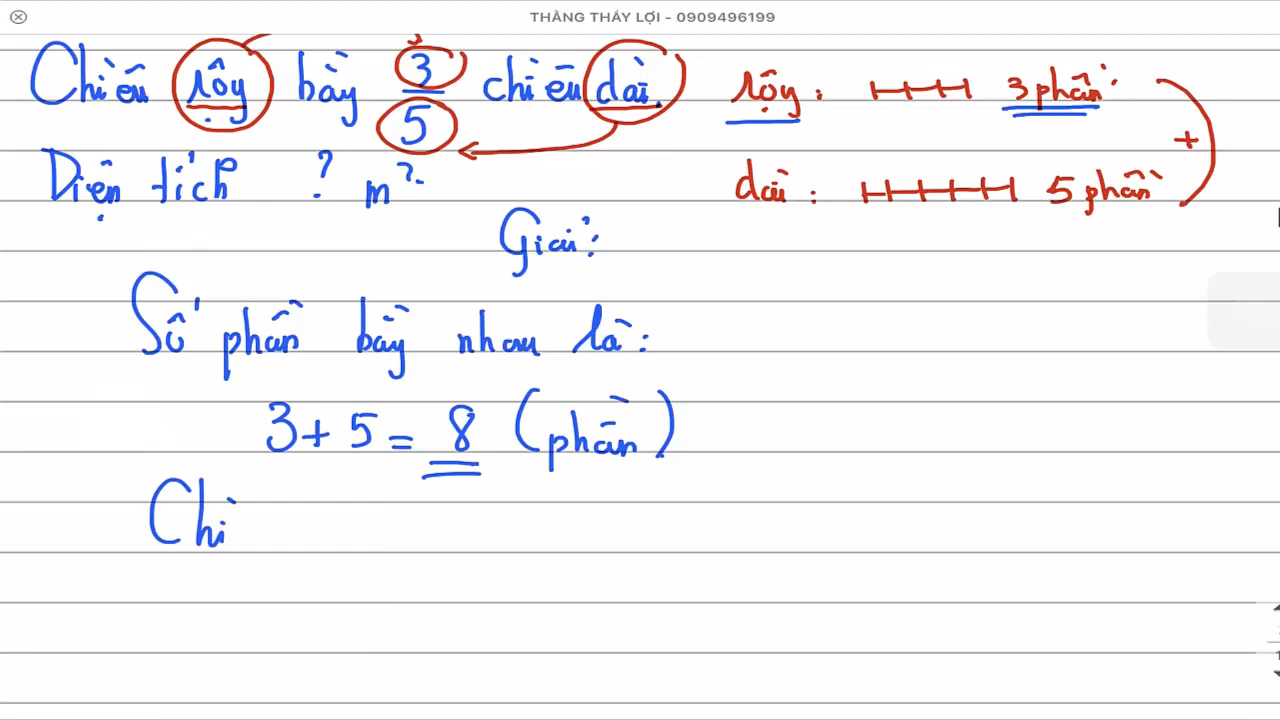 THẦNG THẦY LỢI - 0909496199
Chiều rộng bằng 3/5 chiều dài.
rộng : 3 phần
+
Diện tích ? m²
dài : 5 phần
Giải:
Số phần bằng nhau là:
3 + 5 = 8 (phần)
Chi